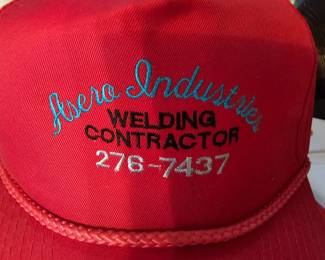 Asero Industries
WELDING
CONTRACTOR
276-7437